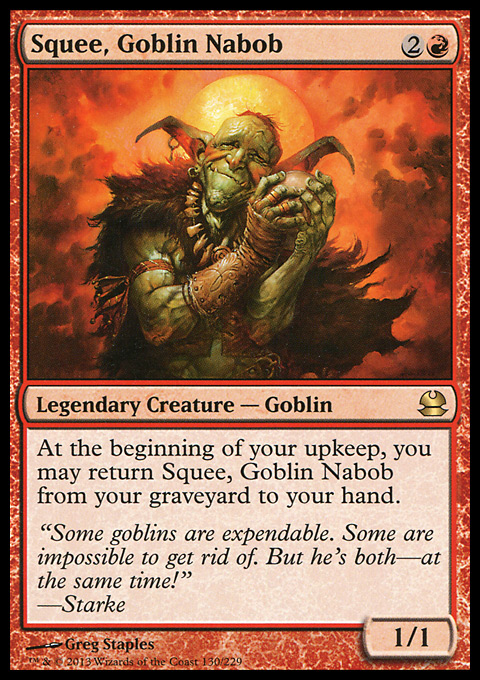 Squee, Goblin Nabob 2
Legendary Creature — Goblin
At the beginning of your upkeep, you
may return Squee, Goblin Nabob
from your graveyard to your hand.
“Some goblins are expendable. Some are
impossible to get rid of. But he’s both—at
the same time!”
—Starke
Greg Staples
1/1
™ & © 2013 Wizards of the Coast 130/229